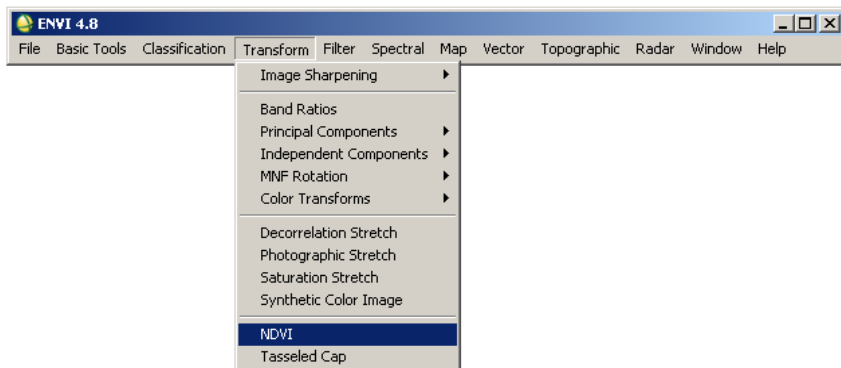 ENVI 4.8
File Basic Tools Classification Transform Filter Spectral Map Vector Topographic Radar Window Help
Image Sharpening
Band Ratios
Principal Components
Independent Components
MNF Rotation
Color Transforms
Decorrelation Stretch
Photographic Stretch
Saturation Stretch
Synthetic Color Image
NDVI
Tasseled Cap